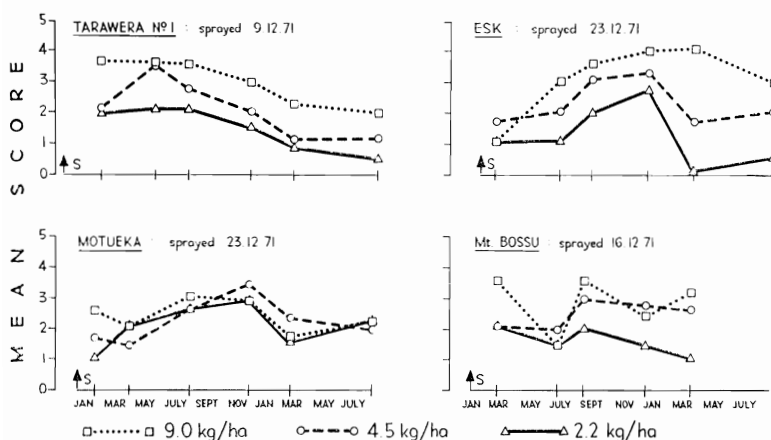 TARAWERA Nº1 : sprayed 9.12.71
ESK : sprayed 23.12.71
5
4
3
2
1
0
S
S
MEAN SCORE
MOTUEKA : sprayed 23.12.71
Mt. BOSSU : sprayed 16.12.71
5
4
3
2
1
0
S
S
JAN MAR MAY JULY SEPT NOV JAN MAR MAY JULY
JAN MAR MAY JULY SEPT NOV JAN MAR MAY JULY
9.0 kg/ha 4.5 kg/ha 2.2 kg/ha